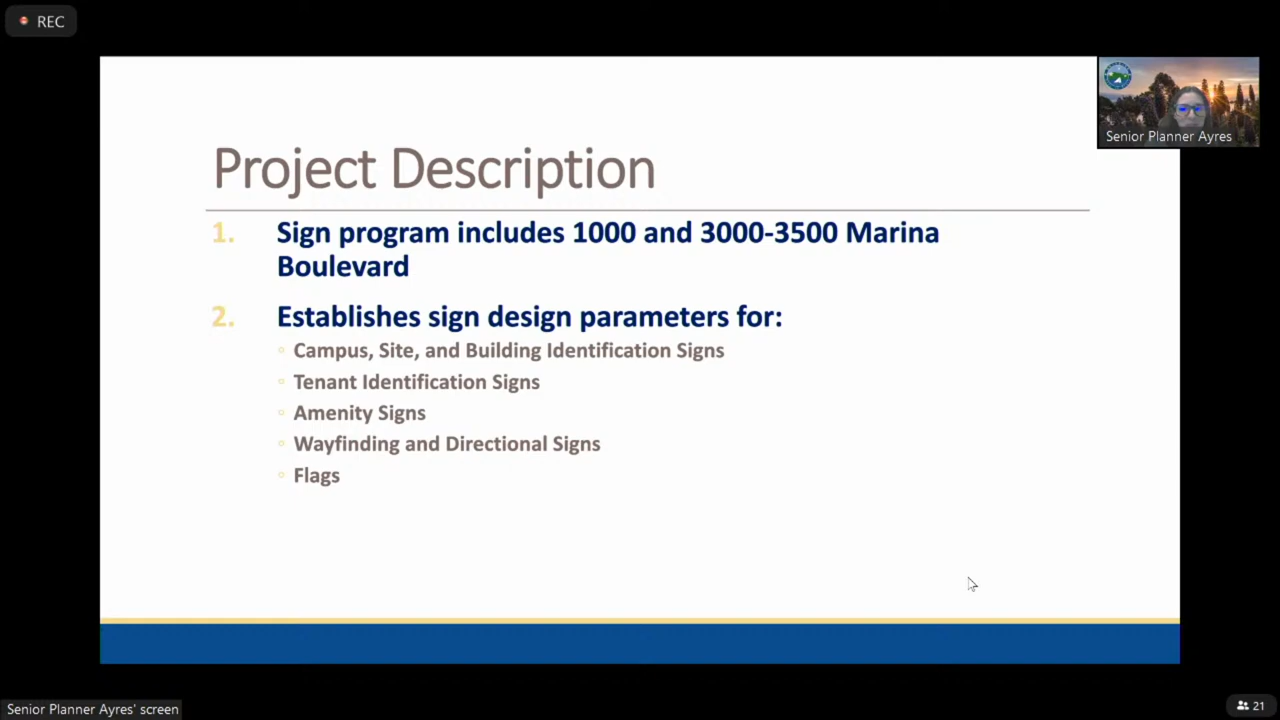 REC
Senior Planner Ayres
Project Description
1. Sign program includes 1000 and 3000-3500 Marina
Boulevard
2. Establishes sign design parameters for:
◦ Campus, Site, and Building Identification Signs
◦ Tenant Identification Signs
◦ Amenity Signs
◦ Wayfinding and Directional Signs
◦ Flags
Senior Planner Ayres' screen
21